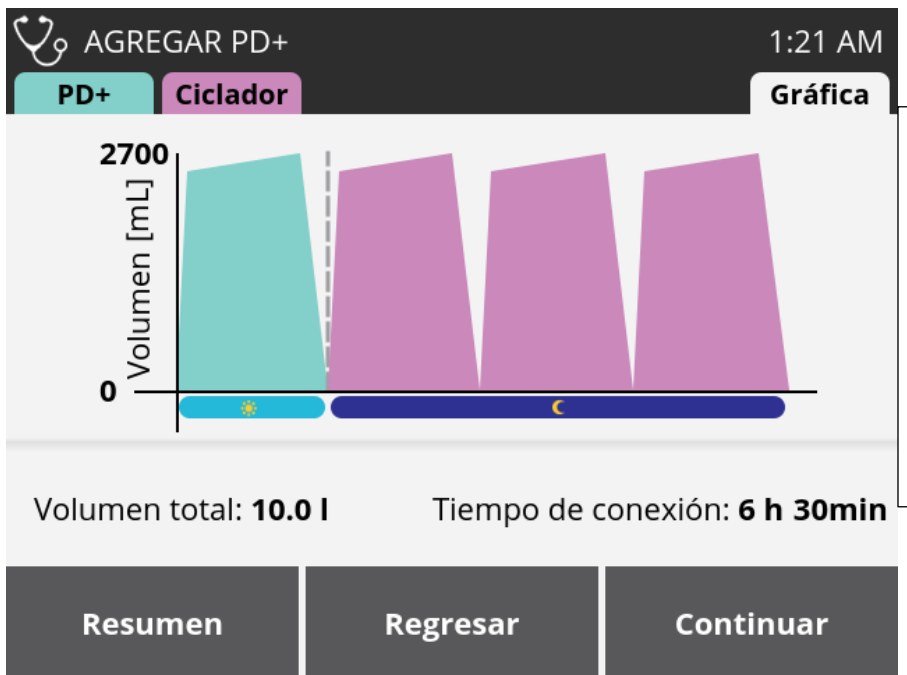 AGREGAR PD+
1:21 AM
PD+
Ciclador
Gráfica
2700
Volumen [mL]
0
Volumen total: 10.0 l
Tiempo de conexión: 6 h 30min
Resumen
Regresar
Continuar